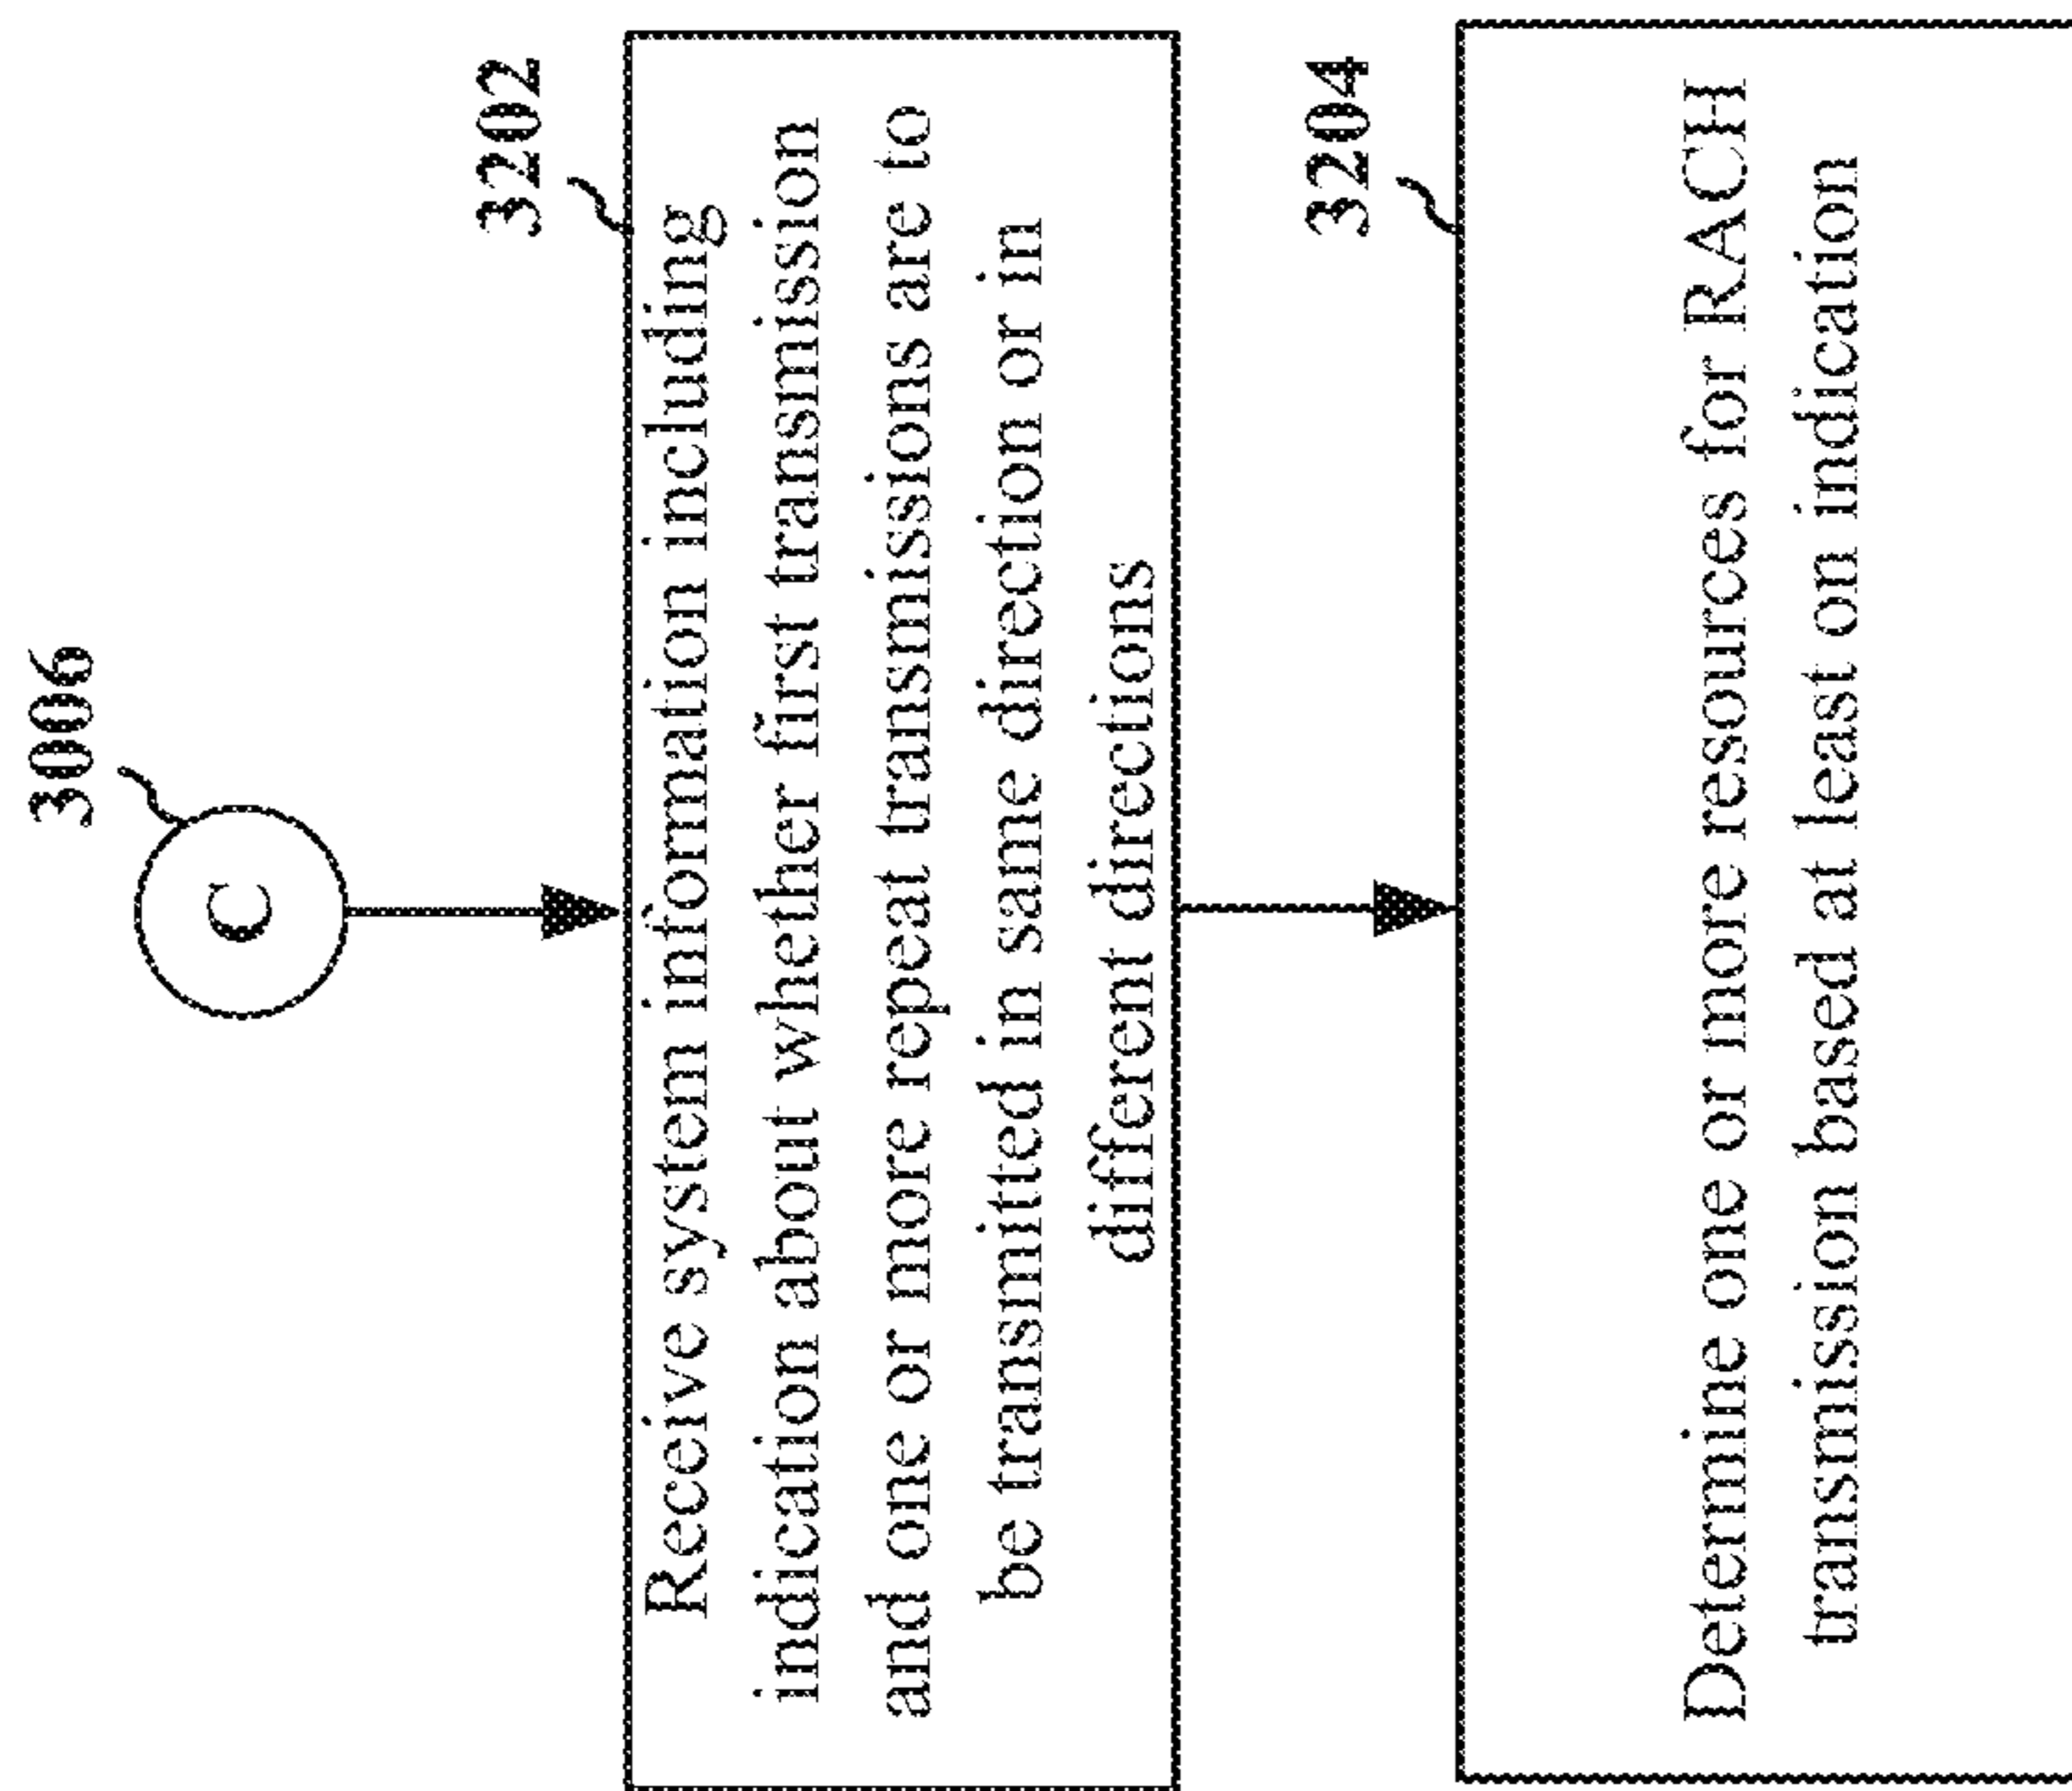 3006
C
3202
Receive system information including
indication about whether first transmission
and one or more repeat transmissions are to
be transmitted in same direction or in
different directions
3204
Determine one or more resources for RACH
transmission based at least on indication